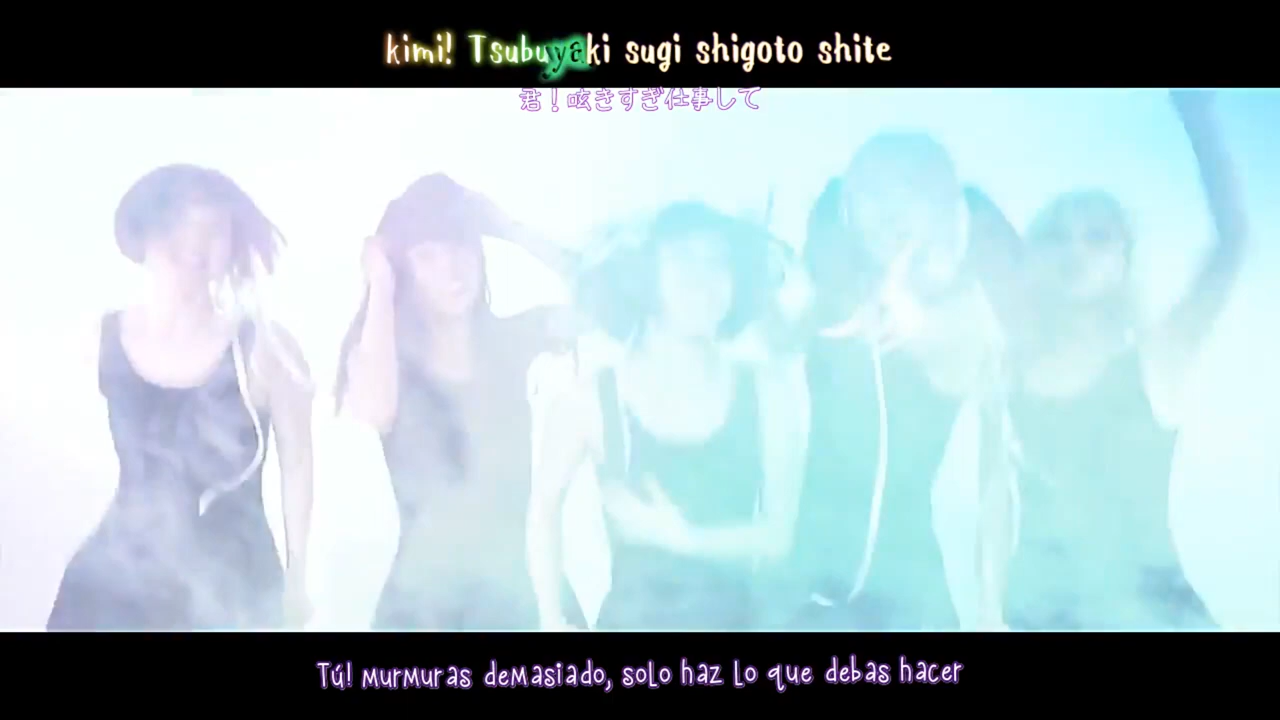 kimi! Tsubuyaki sugi shigoto shite
君！呟きすぎ仕事して
Tú! murmuras demasiado, solo haz lo que debas hacer